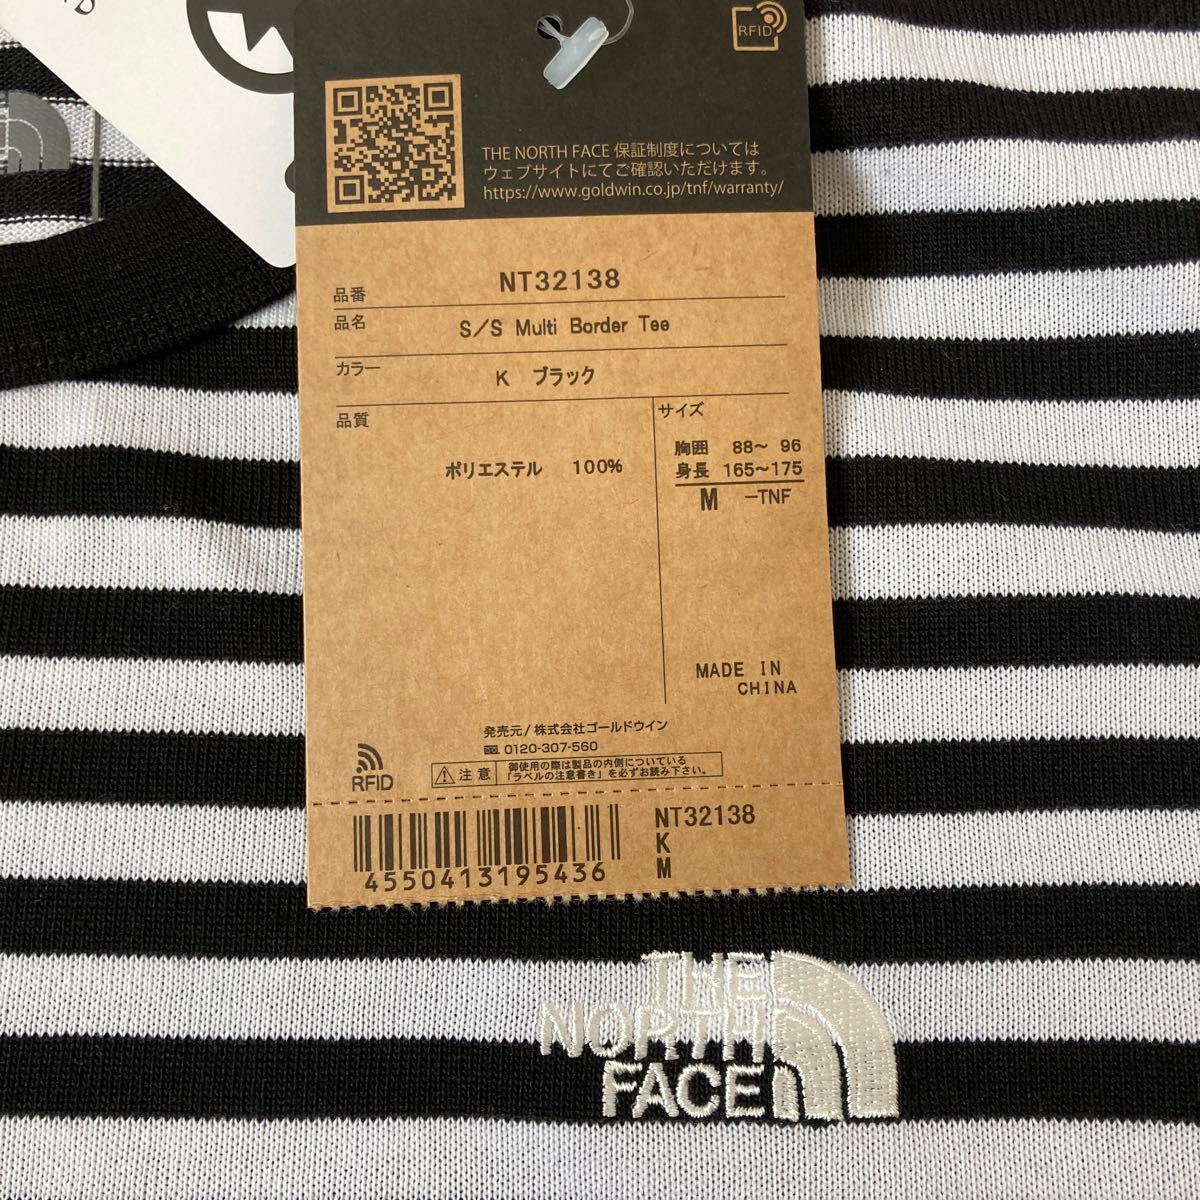 RFID
THE NORTH FACE 保証制度については
ウェブサイトにてご確認いただけます。
https://www.goldwin.co.jp/tnf/warranty/
品番 NT32138
品名 S/S Multi Border Tee
カラー K ブラック
品質
ポリエステル 100%
サイズ
胸囲 88～ 96
身長 165～175
M -TNF
MADE IN
CHINA
発売元/株式会社ゴールドウイン
0120-307-560
RFID
注意
御使用の際は製品の内側についている
「ラベルの注意書き」を必ずお読み下さい。
4550413195436
NT32138
K
M
THE
NORTH
FACE